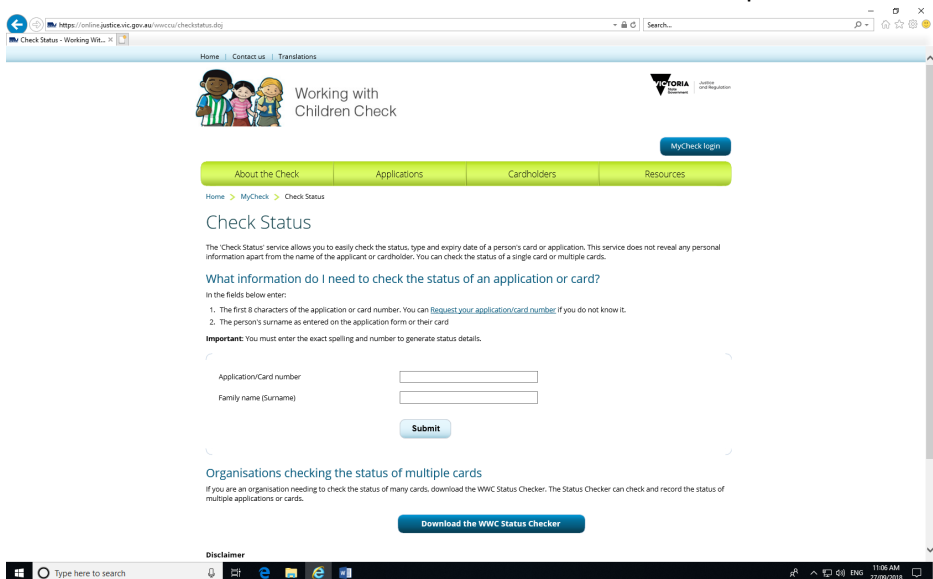 https://online.justice.vic.gov.au/wwccu/checkstatus.doj
Search...
Check Status - Working Wit...
Home | Contact us | Translations
Working with
Children Check
VICTORIA
State
Government
Justice
and Regulation
MyCheck login
About the Check
Applications
Cardholders
Resources
Home > MyCheck > Check Status
Check Status
The 'Check Status' service allows you to easily check the status, type and expiry date of a person's card or application. This service does not reveal any personal
information apart from the name of the applicant or cardholder. You can check the status of a single card or multiple cards.
What information do I need to check the status of an application or card?
In the fields below enter:
1. The first 8 characters of the application or card number. You can Request your application/card number if you do not know it.
2. The person's surname as entered on the application form or their card
Important: You must enter the exact spelling and number to generate status details.
Application/Card number
Family name (Surname)
Submit
Organisations checking the status of multiple cards
If you are an organisation needing to check the status of many cards, download the WWC Status Checker. The Status Checker can check and record the status of
multiple applications or cards.
Download the WWC Status Checker
Disclaimer
Type here to search
ENG
11:06 AM
27/09/2018